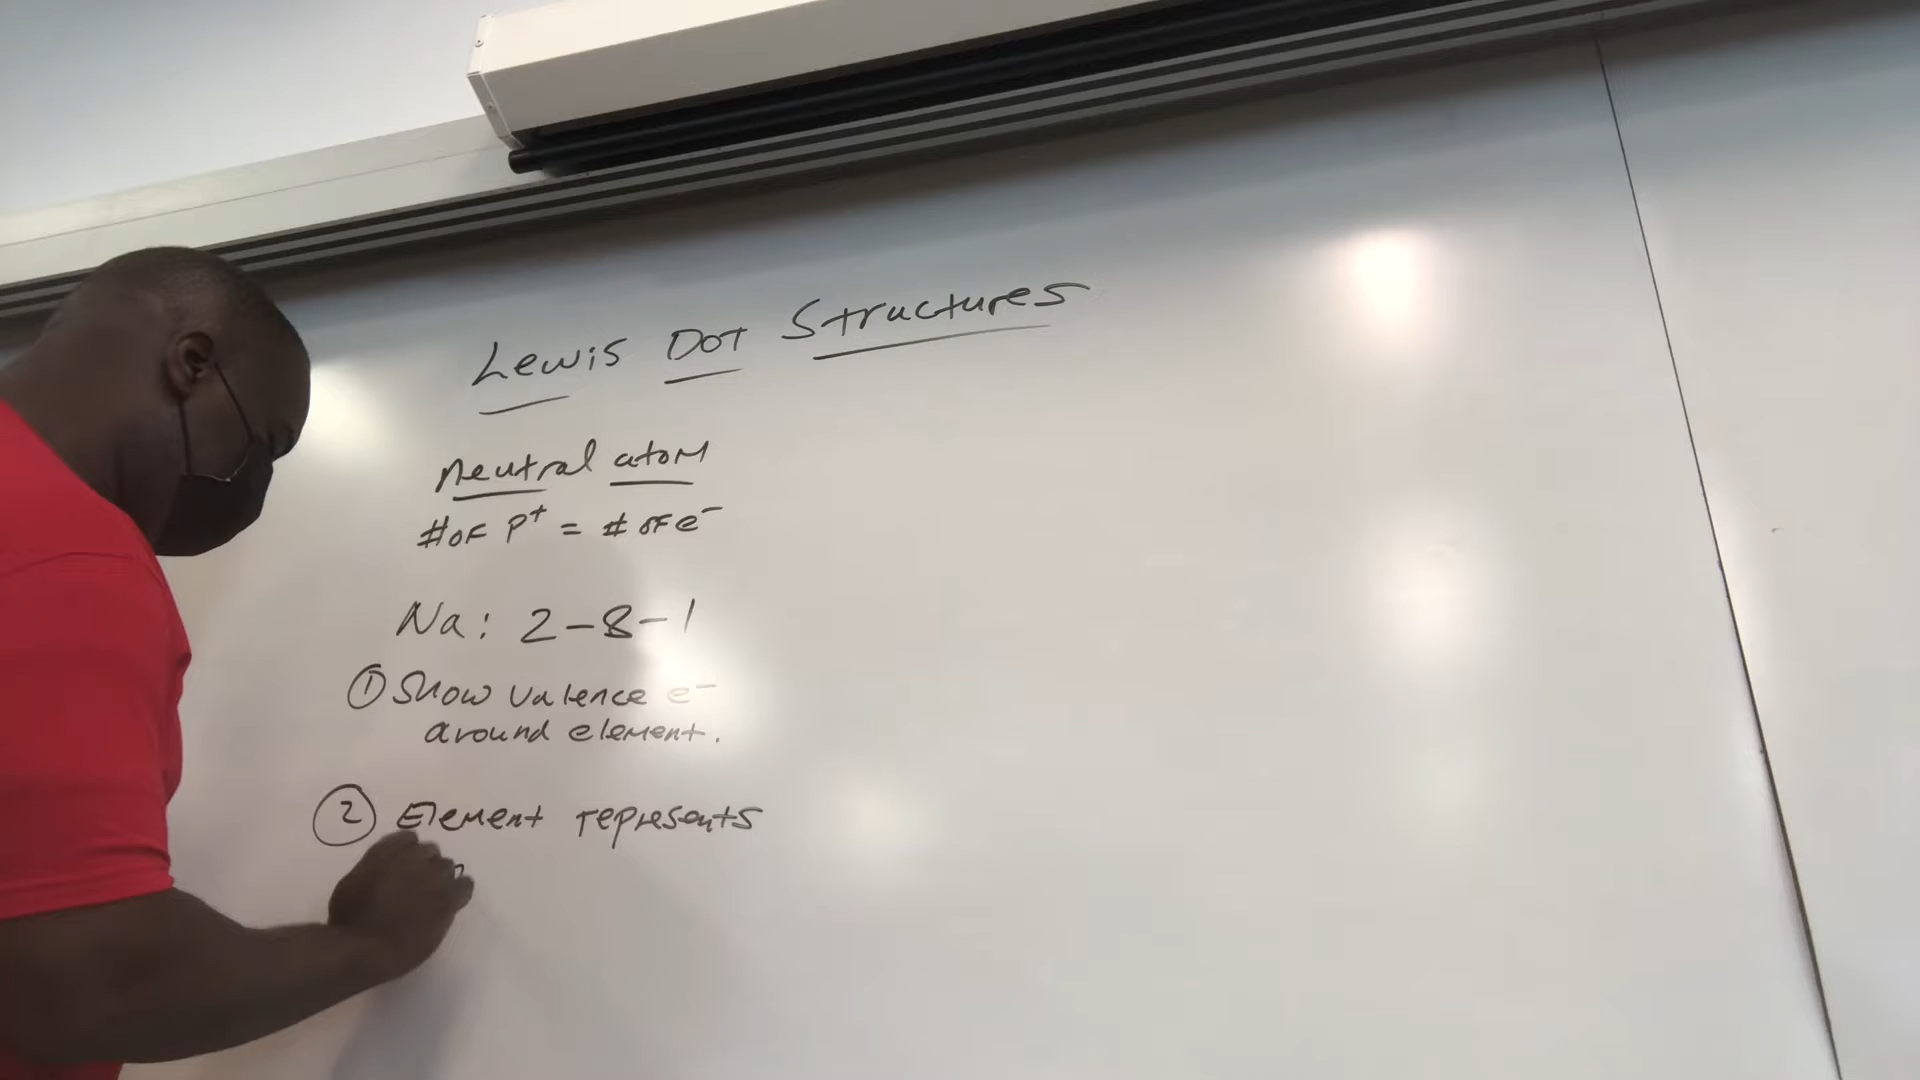 Lewis Dot Structures
Neutral atom
# of P⁺ = # of e⁻
Na: 2-8-1
① Show valence e⁻
around element.
② Element represents